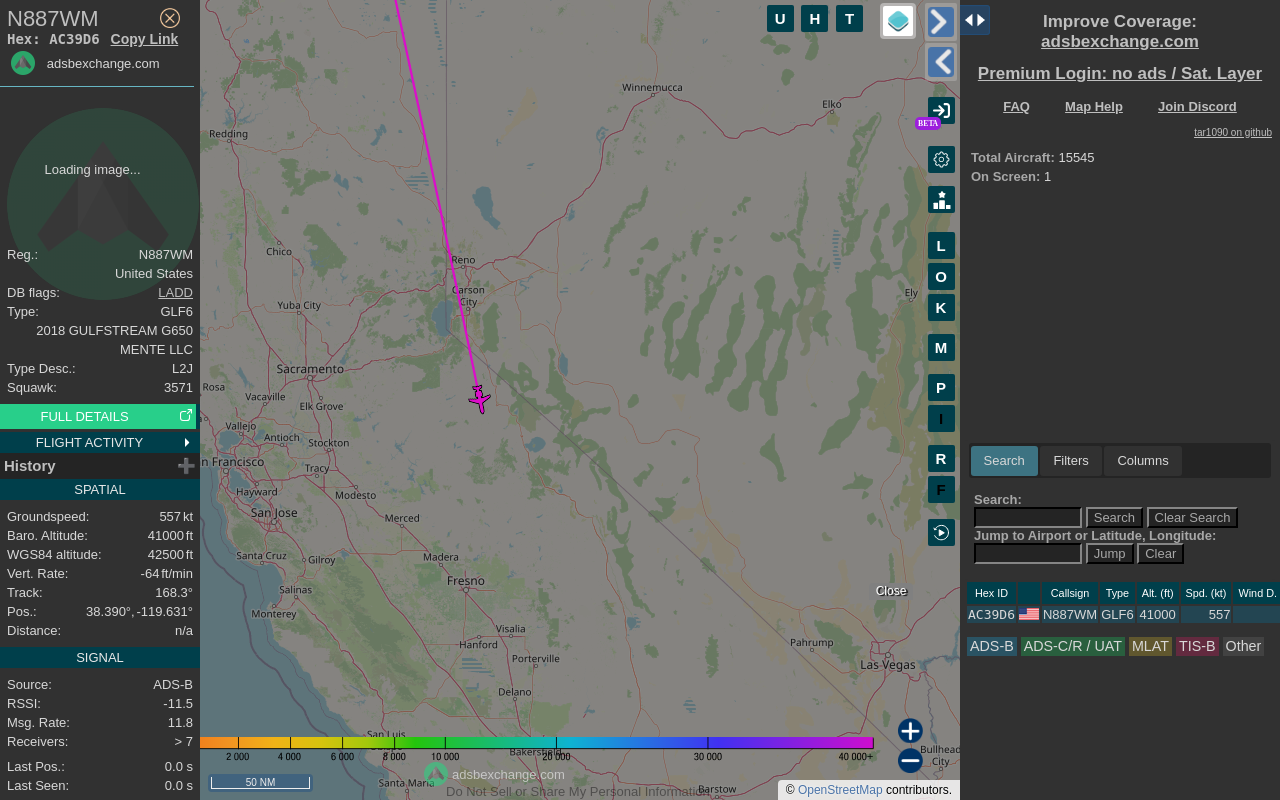 N887WM
Hex: AC39D6 Copy Link
adsbexchange.com
Loading image...
Reg.: N887WM
United States
DB flags: LADD
Type: GLF6
2018 GULFSTREAM G650
MENTE LLC
Type Desc.: L2J
Squawk: 3571
FULL DETAILS
FLIGHT ACTIVITY
History
SPATIAL
Groundspeed: 557 kt
Baro. Altitude: 41000 ft
WGS84 altitude: 42500 ft
Vert. Rate: -64 ft/min
Track: 168.3°
Pos.: 38.390°, -119.631°
Distance: n/a
SIGNAL
Source: ADS-B
RSSI: -11.5
Msg. Rate: 11.8
Receivers: > 7
Last Pos.: 0.0 s
Last Seen: 0.0 s
U H T
BETA
L
O
K
M
P
I
R
F
Winnemucca
Elko
Redding
Chico
Reno
Carson
City
Yuba City
Ely
Sacramento
Rosa
Vacaville
Elk Grove
Vallejo
Antioch
Stockton
n Francisco
Tracy
Hayward
Modesto
San Jose
Merced
Santa Cruz
Gilroy
Madera
Fresno
Salinas
Monterey
Visalia
Hanford
Porterville
Delano
Pahrump
Las Vegas
San Luis
Bakersfield
Bullhead
City
Santa Maria
Barstow
Close
2 000 4 000 6 000 8 000 10 000 20 000 30 000 40 000+
50 NM
adsbexchange.com
Do Not Sell or Share My Personal Information
© OpenStreetMap contributors.
Improve Coverage:
adsbexchange.com
Premium Login: no ads / Sat. Layer
FAQ Map Help Join Discord
tar1090 on github
Total Aircraft: 15545
On Screen: 1
Search Filters Columns
Search:
Search Clear Search
Jump to Airport or Latitude, Longitude:
Jump Clear
Hex ID Callsign Type Alt. (ft) Spd. (kt) Wind D.
AC39D6 N887WM GLF6 41000 557
ADS-B ADS-C/R / UAT MLAT TIS-B Other